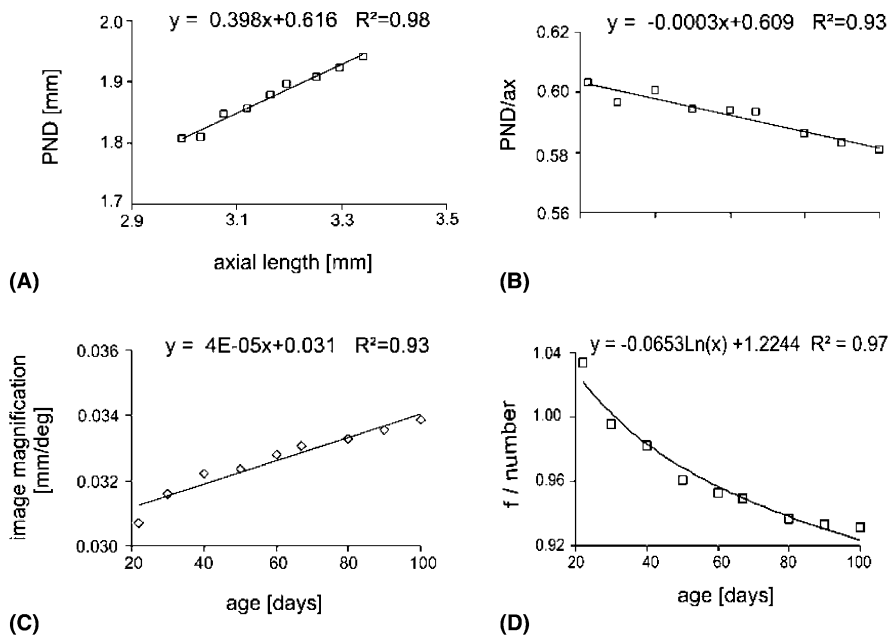 y = 0.398x+0.616 R²=0.98
2.0
1.9
1.8
1.7
PND [mm]
2.9 3.1 3.3 3.5
axial length [mm]
(A)
y = -0.0003x+0.609 R²=0.93
0.62
0.60
0.58
0.56
PND/ax
(B)
y = 4E-05x+0.031 R²=0.93
0.036
0.034
0.032
0.030
image magnification
[mm/deg]
20 40 60 80 100
age [days]
(C)
y = -0.0653Ln(x) +1.2244 R² = 0.97
1.04
1.00
0.96
0.92
f / number
20 40 60 80 100
age [days]
(D)